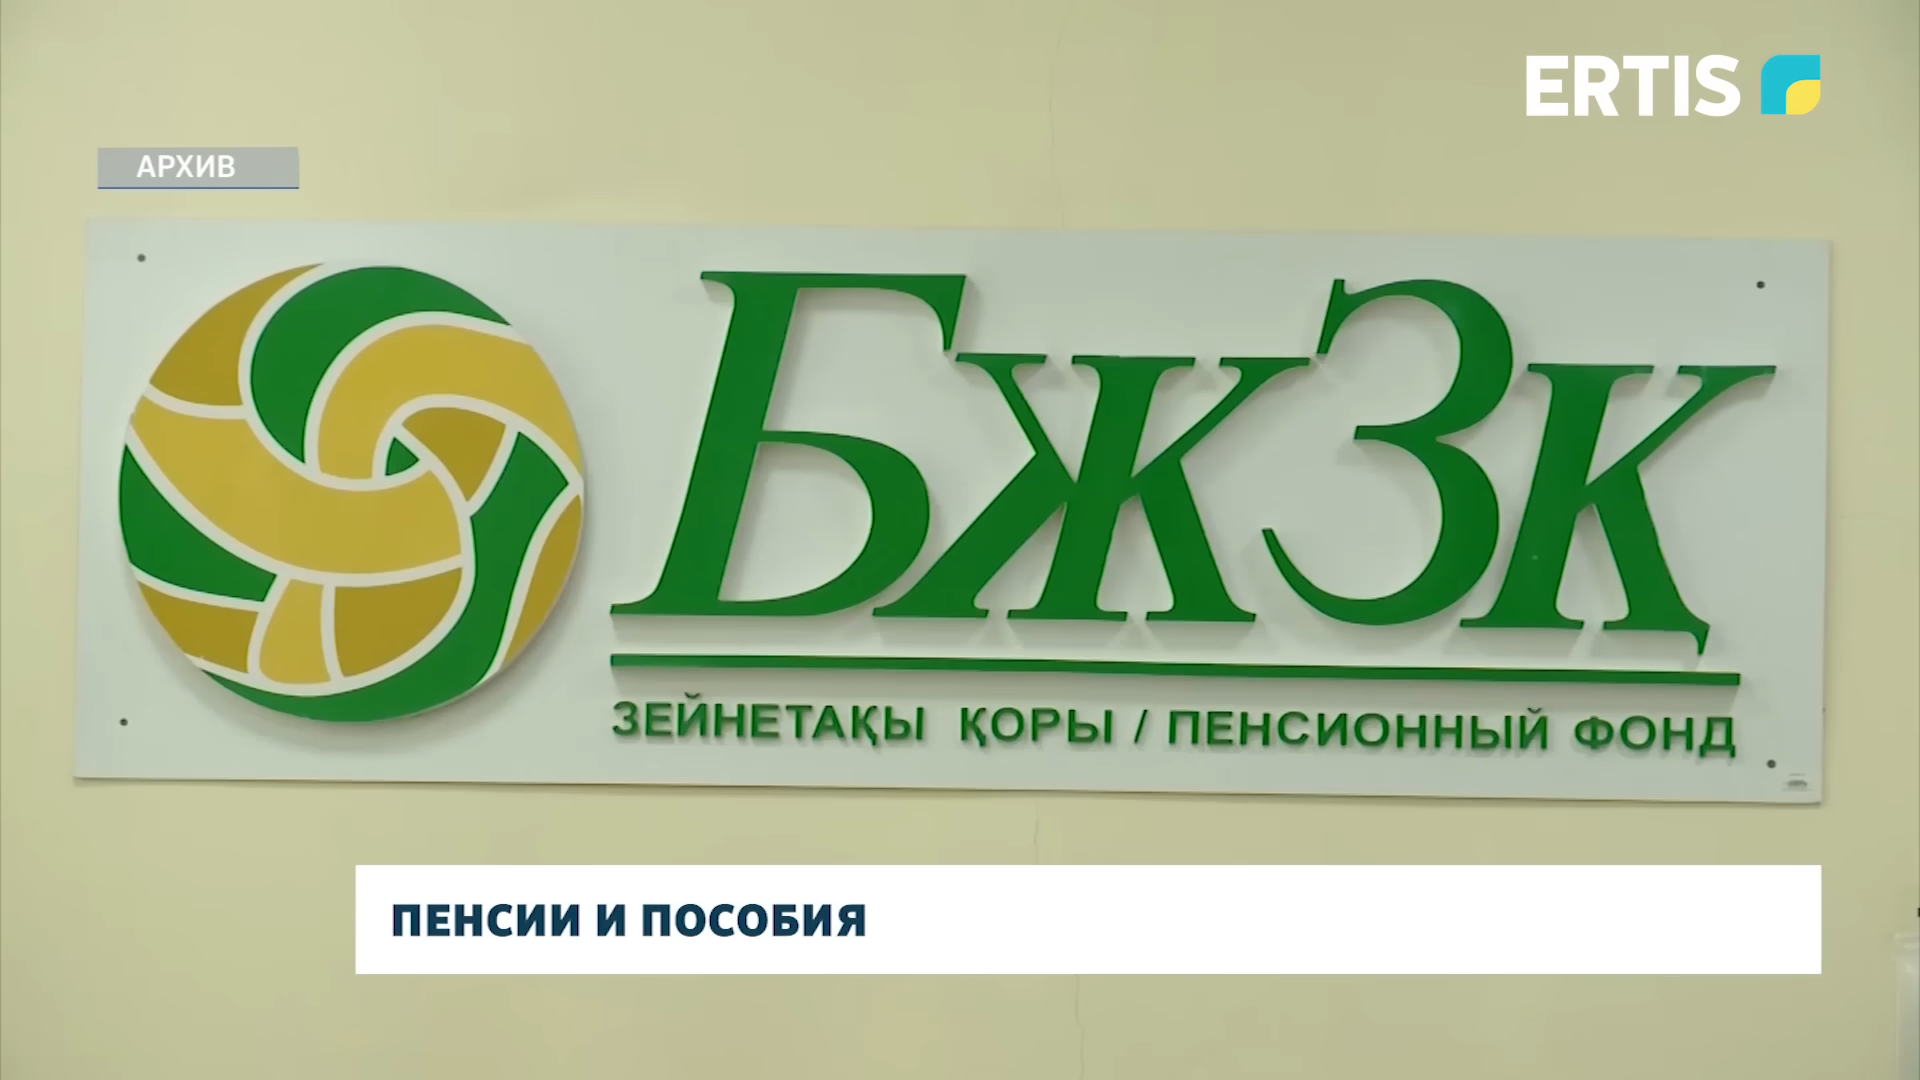 ERTIS
АРХИВ
БЖЗҚ
ЗЕЙНЕТАҚЫ ҚОРЫ / ПЕНСИОННЫЙ ФОНД
ПЕНСИИ И ПОСОБИЯ